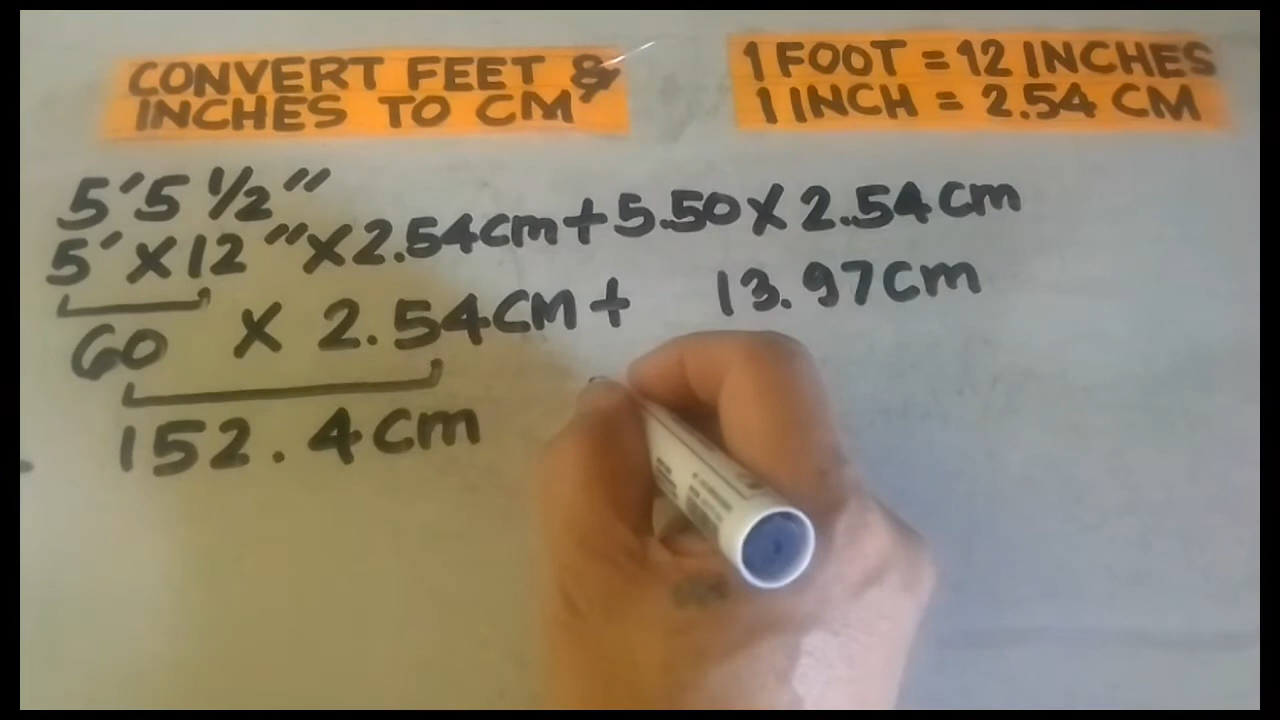 CONVERT FEET &
INCHES TO CM
1 FOOT = 12 INCHES
1 INCH = 2.54 CM
5'5 1/2"
5' X 12" X 2.54cm + 5.50 X 2.54cm
60 X 2.54cm + 13.97cm
152.4cm